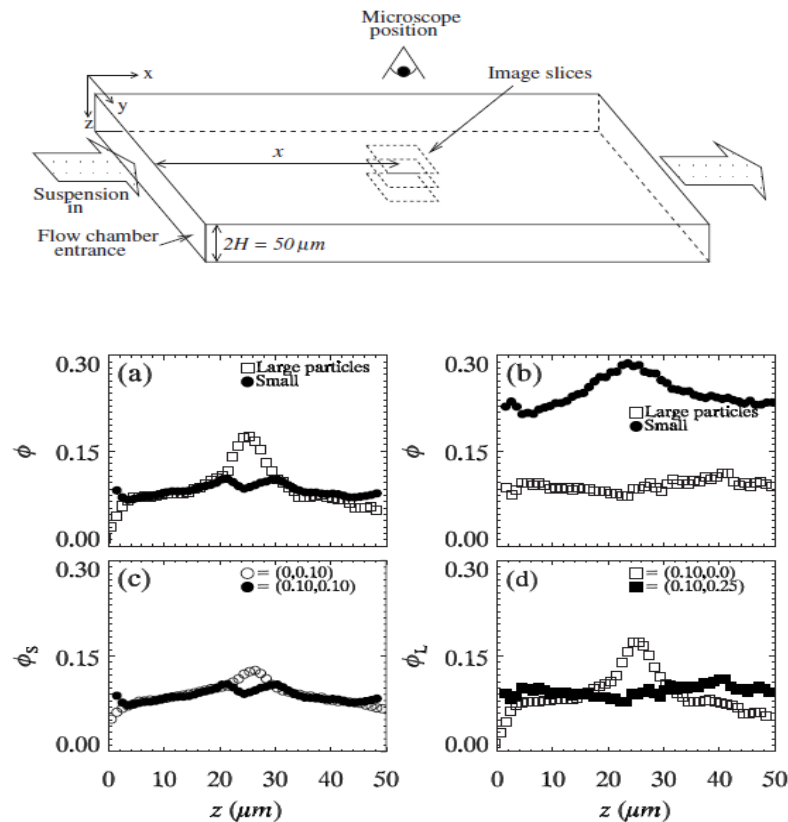 Microscope
position
Image slices
x
y
z
x
Suspension
in
Flow chamber
entrance
2H = 50 μm
(a)
□ Large particles
● Small
0.30
0.15
0.00
ϕ
(b)
□ Large particles
● Small
0.30
0.15
0.00
ϕ
(c)
○ = (0,0.10)
● = (0.10,0.10)
0.30
0.15
0.00
ϕS
0 10 20 30 40 50
z (μm)
(d)
□ = (0.10,0.0)
■ = (0.10,0.25)
0.30
0.15
0.00
ϕL
0 10 20 30 40 50
z (μm)